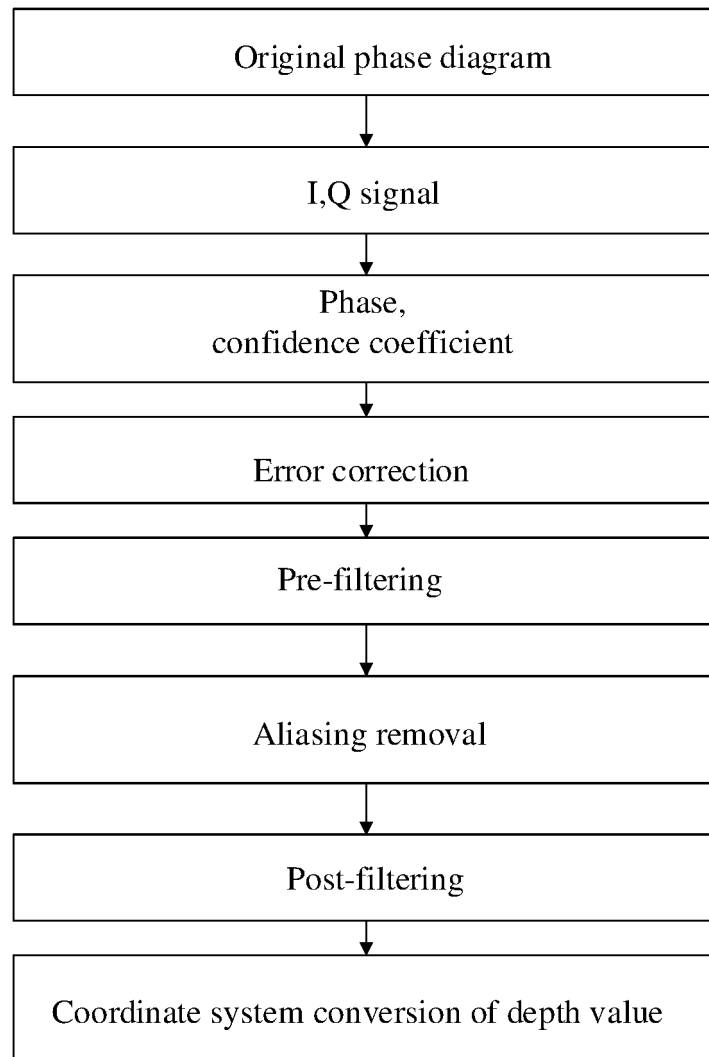 Original phase diagram
I,Q signal
Phase,
confidence coefficient
Error correction
Pre-filtering
Aliasing removal
Post-filtering
Coordinate system conversion of depth value